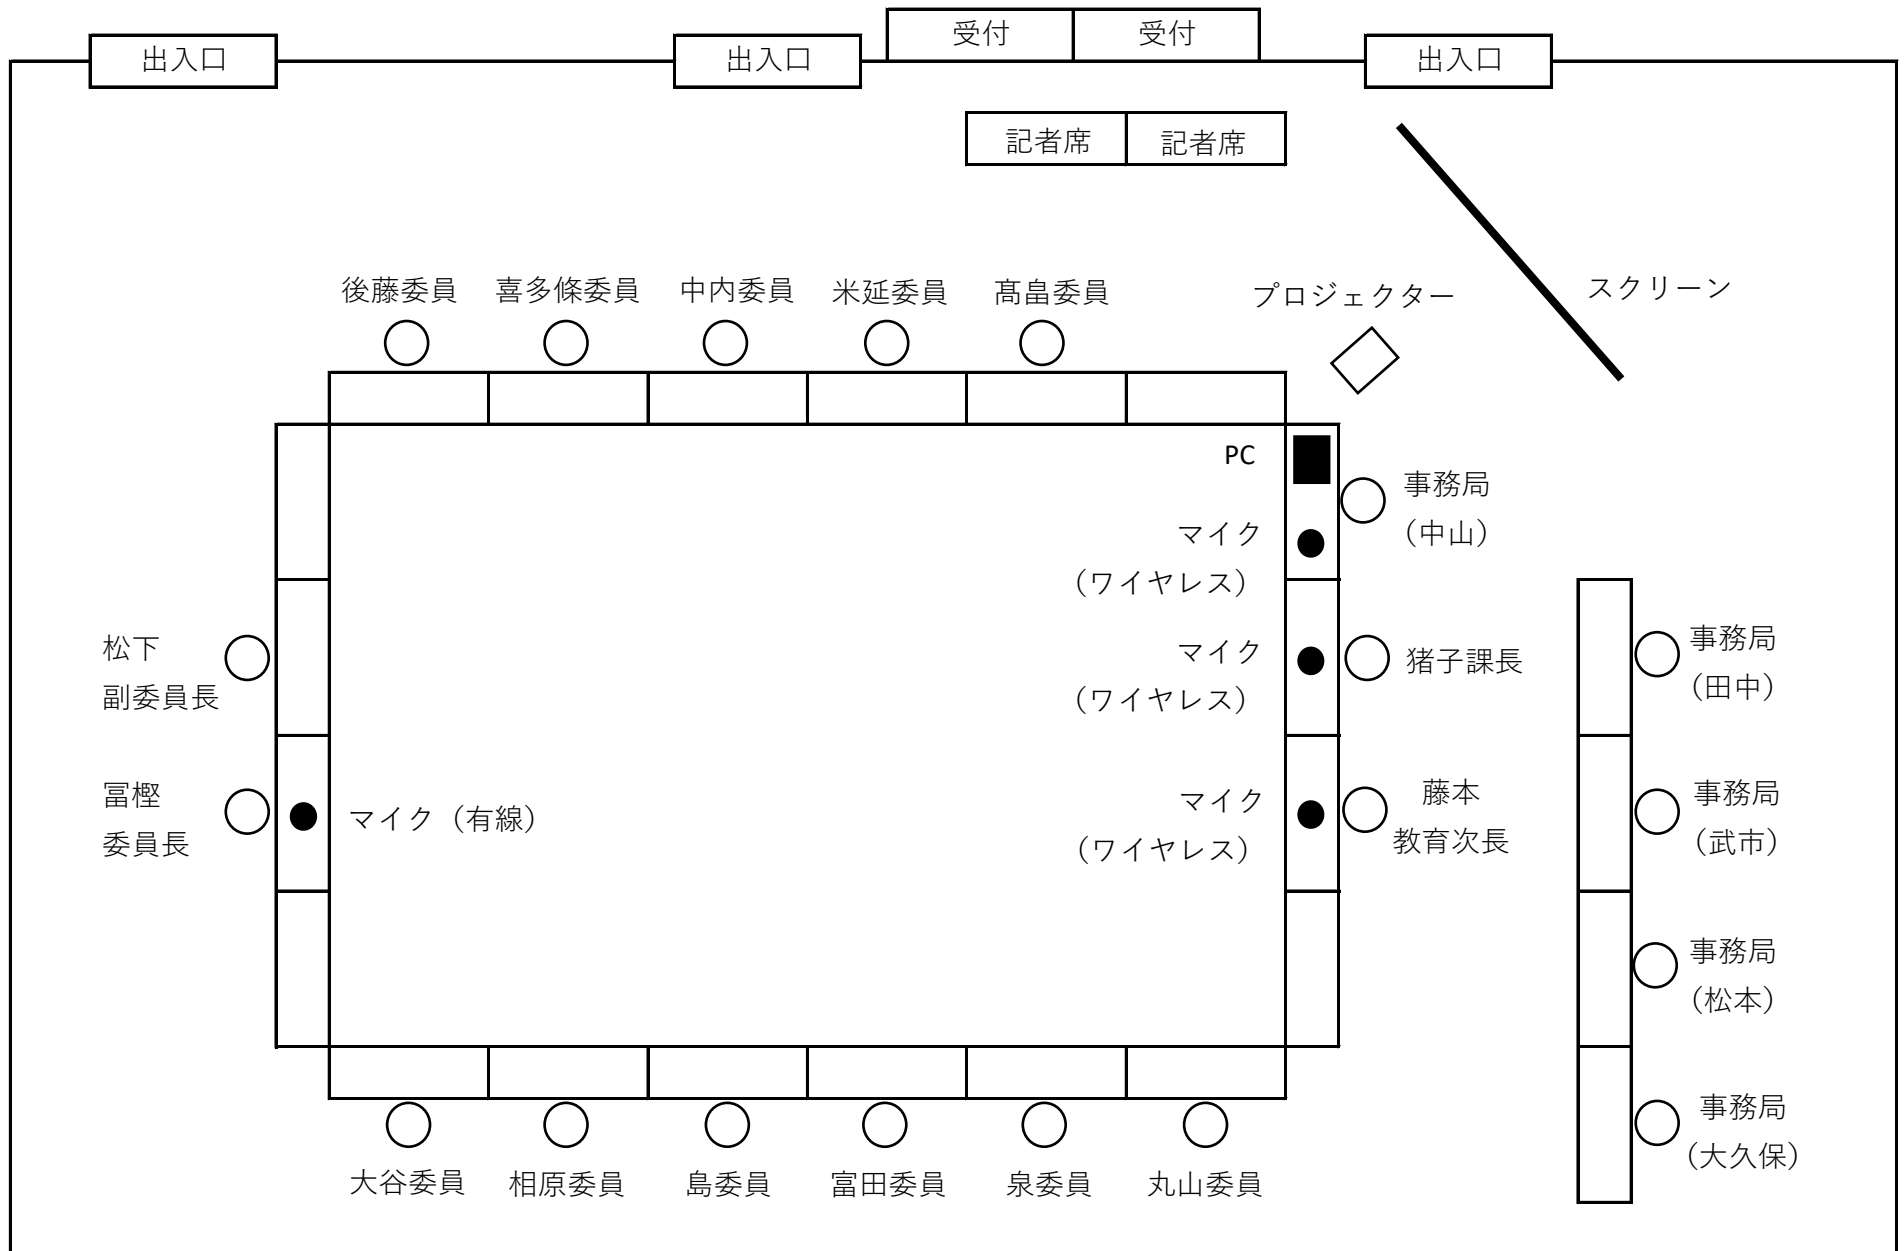 受付
受付
出入口
出入口
出入口
記者席
記者席
後藤委員
喜多條委員
中内委員
米延委員
髙畠委員
プロジェクター
スクリーン
PC
事務局
（中山）
マイク
（ワイヤレス）
松下
副委員長
マイク
（ワイヤレス）
猪子課長
事務局
（田中）
冨樫
委員長
マイク（有線）
マイク
（ワイヤレス）
藤本
教育次長
事務局
（武市）
事務局
（松本）
事務局
（大久保）
大谷委員
相原委員
島委員
富田委員
泉委員
丸山委員